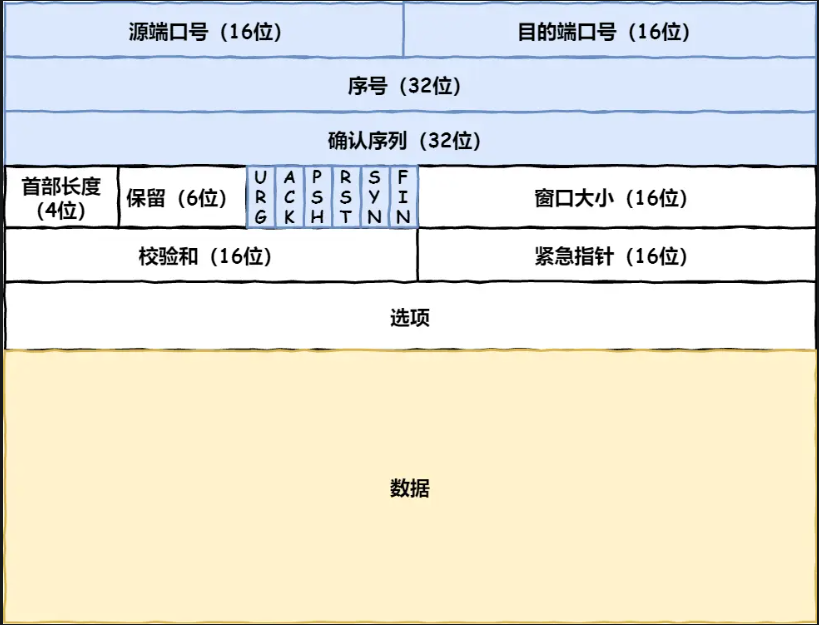 源端口号（16位）
目的端口号（16位）
序号（32位）
确认序列（32位）
首部长度
（4位）
保留（6位）
URG
ACK
PSH
RST
SYN
FIN
窗口大小（16位）
校验和（16位）
紧急指针（16位）
选项
数据